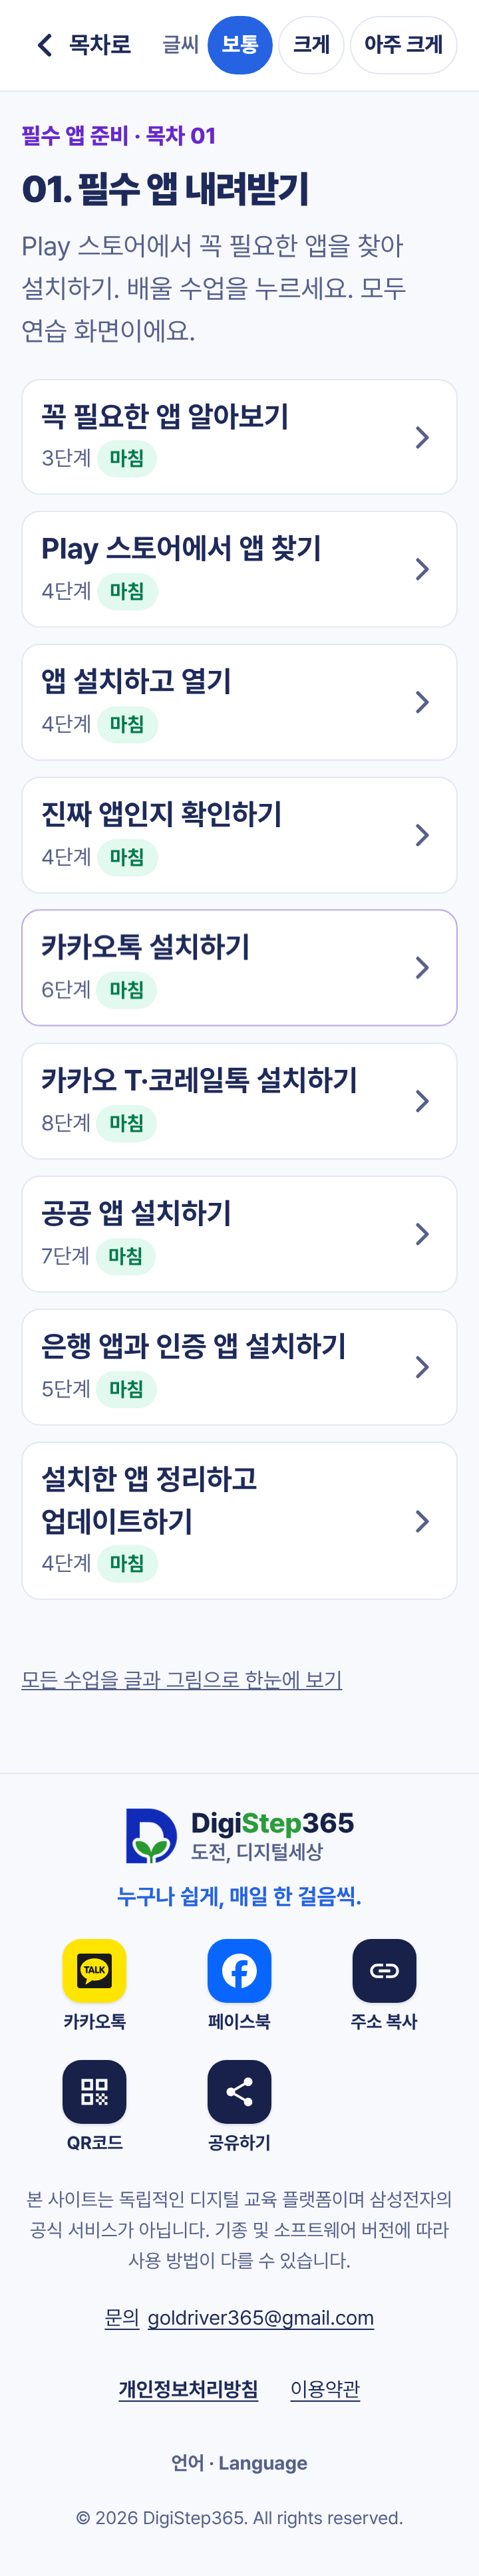 목차로
글씨 보통 크게 아주 크게
필수 앱 준비 · 목차 01
01. 필수 앱 내려받기
Play 스토어에서 꼭 필요한 앱을 찾아
설치하기. 배울 수업을 누르세요. 모두
연습 화면이에요.
꼭 필요한 앱 알아보기
3단계 마침
Play 스토어에서 앱 찾기
4단계 마침
앱 설치하고 열기
4단계 마침
진짜 앱인지 확인하기
4단계 마침
카카오톡 설치하기
6단계 마침
카카오 T·코레일톡 설치하기
8단계 마침
공공 앱 설치하기
7단계 마침
은행 앱과 인증 앱 설치하기
5단계 마침
설치한 앱 정리하고
업데이트하기
4단계 마침
모든 수업을 글과 그림으로 한눈에 보기
DigiStep365
도전, 디지털세상
누구나 쉽게, 매일 한 걸음씩.
TALK
카카오톡 페이스북 주소 복사
QR코드 공유하기
본 사이트는 독립적인 디지털 교육 플랫폼이며 삼성전자의
공식 서비스가 아닙니다. 기종 및 소프트웨어 버전에 따라
사용 방법이 다를 수 있습니다.
문의 goldriver365@gmail.com
개인정보처리방침 이용약관
언어 · Language
© 2026 DigiStep365. All rights reserved.